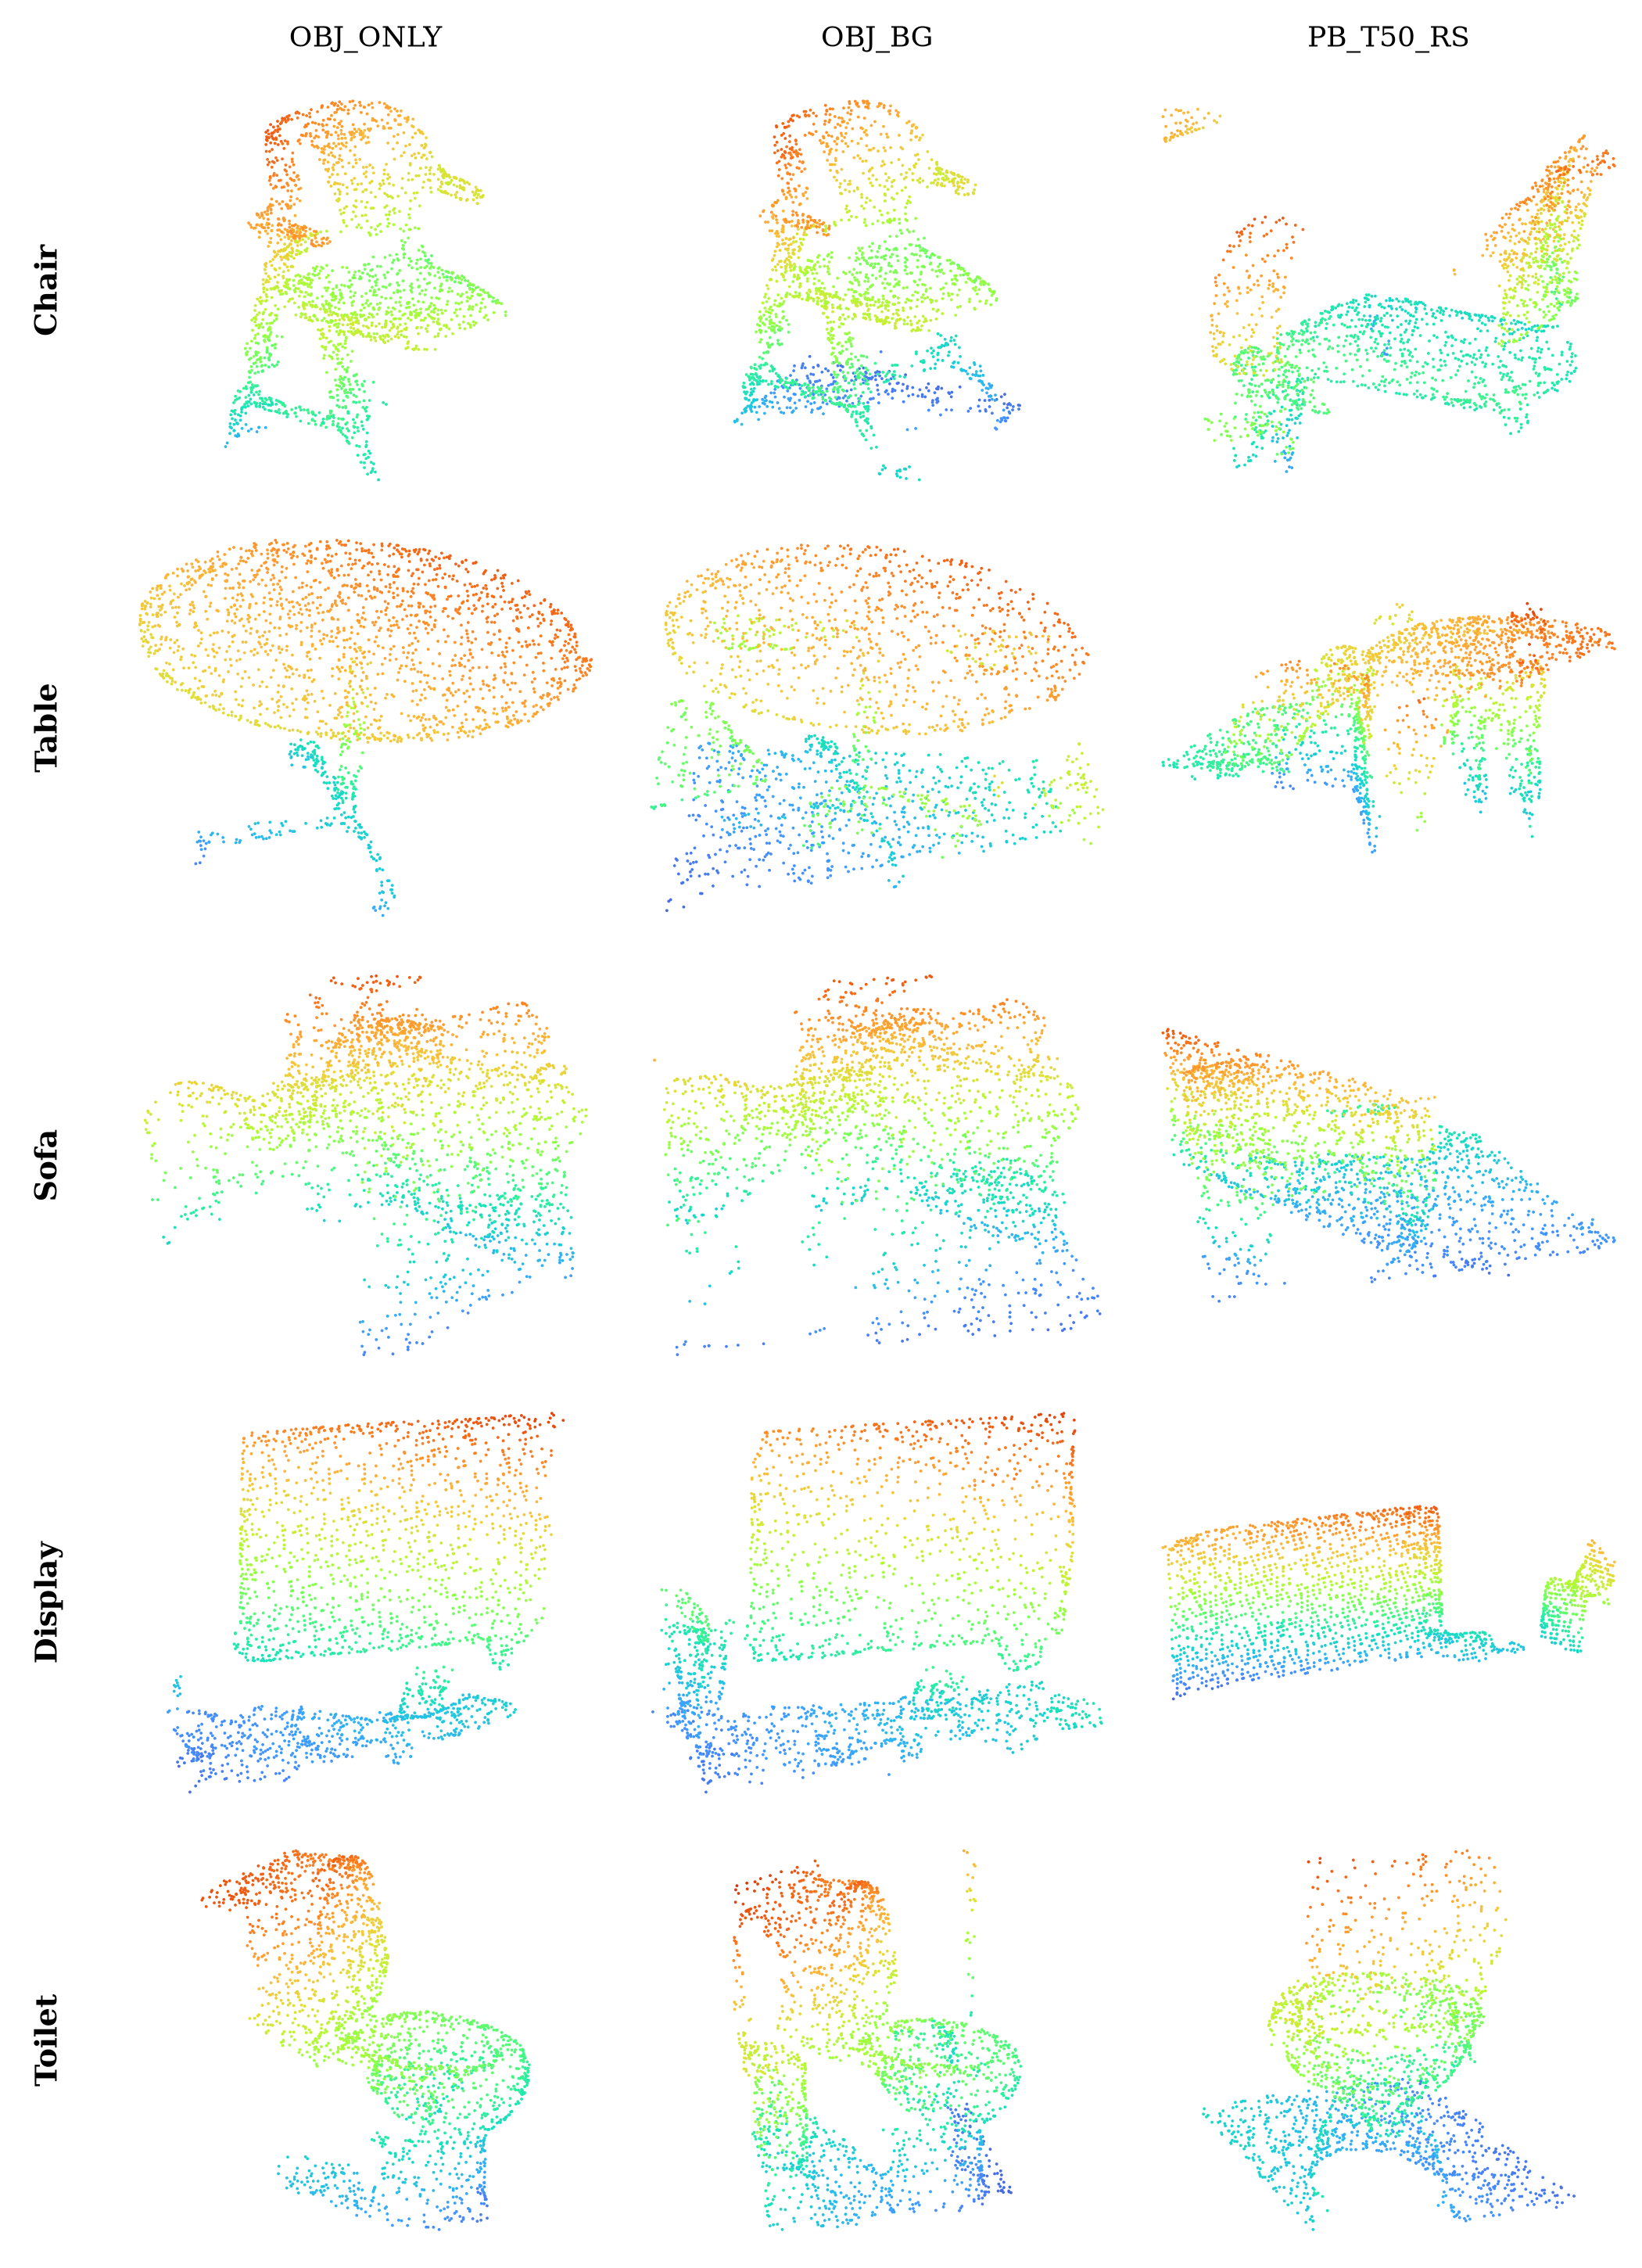 OBJ_ONLY OBJ_BG PB_T50_RS
Chair
Table
Sofa
Display
Toilet